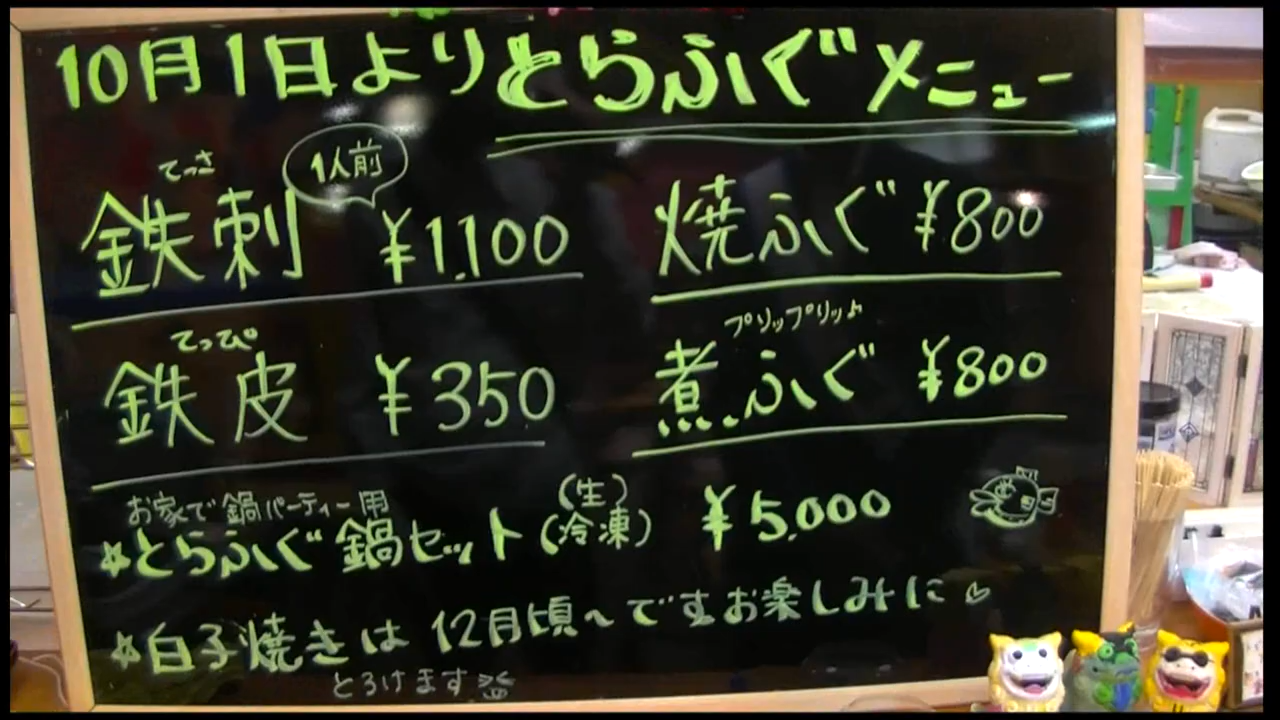 10月1日よりとらふぐメニュー
てっさ
1人前
鉄刺 ¥1,100
焼ふぐ ¥800
てっぴ
鉄皮 ¥350
プリップリッ♪
煮ふぐ ¥800
お家で鍋パーティー用
☆とらふぐ鍋セット(生)(冷凍) ¥5,000
☆白子焼きは12月頃〜ですお楽しみに♡
とろけます